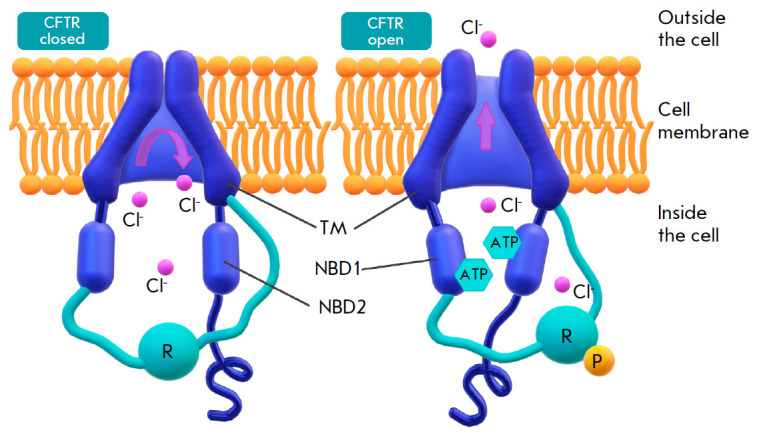 CFTR
closed
CFTR
open
Cl-
Outside
the cell
Cell
membrane
Cl-
Cl-
Cl-
TM
Inside
the cell
ATP
NBD1
ATP
Cl-
Cl-
NBD2
R
R
P